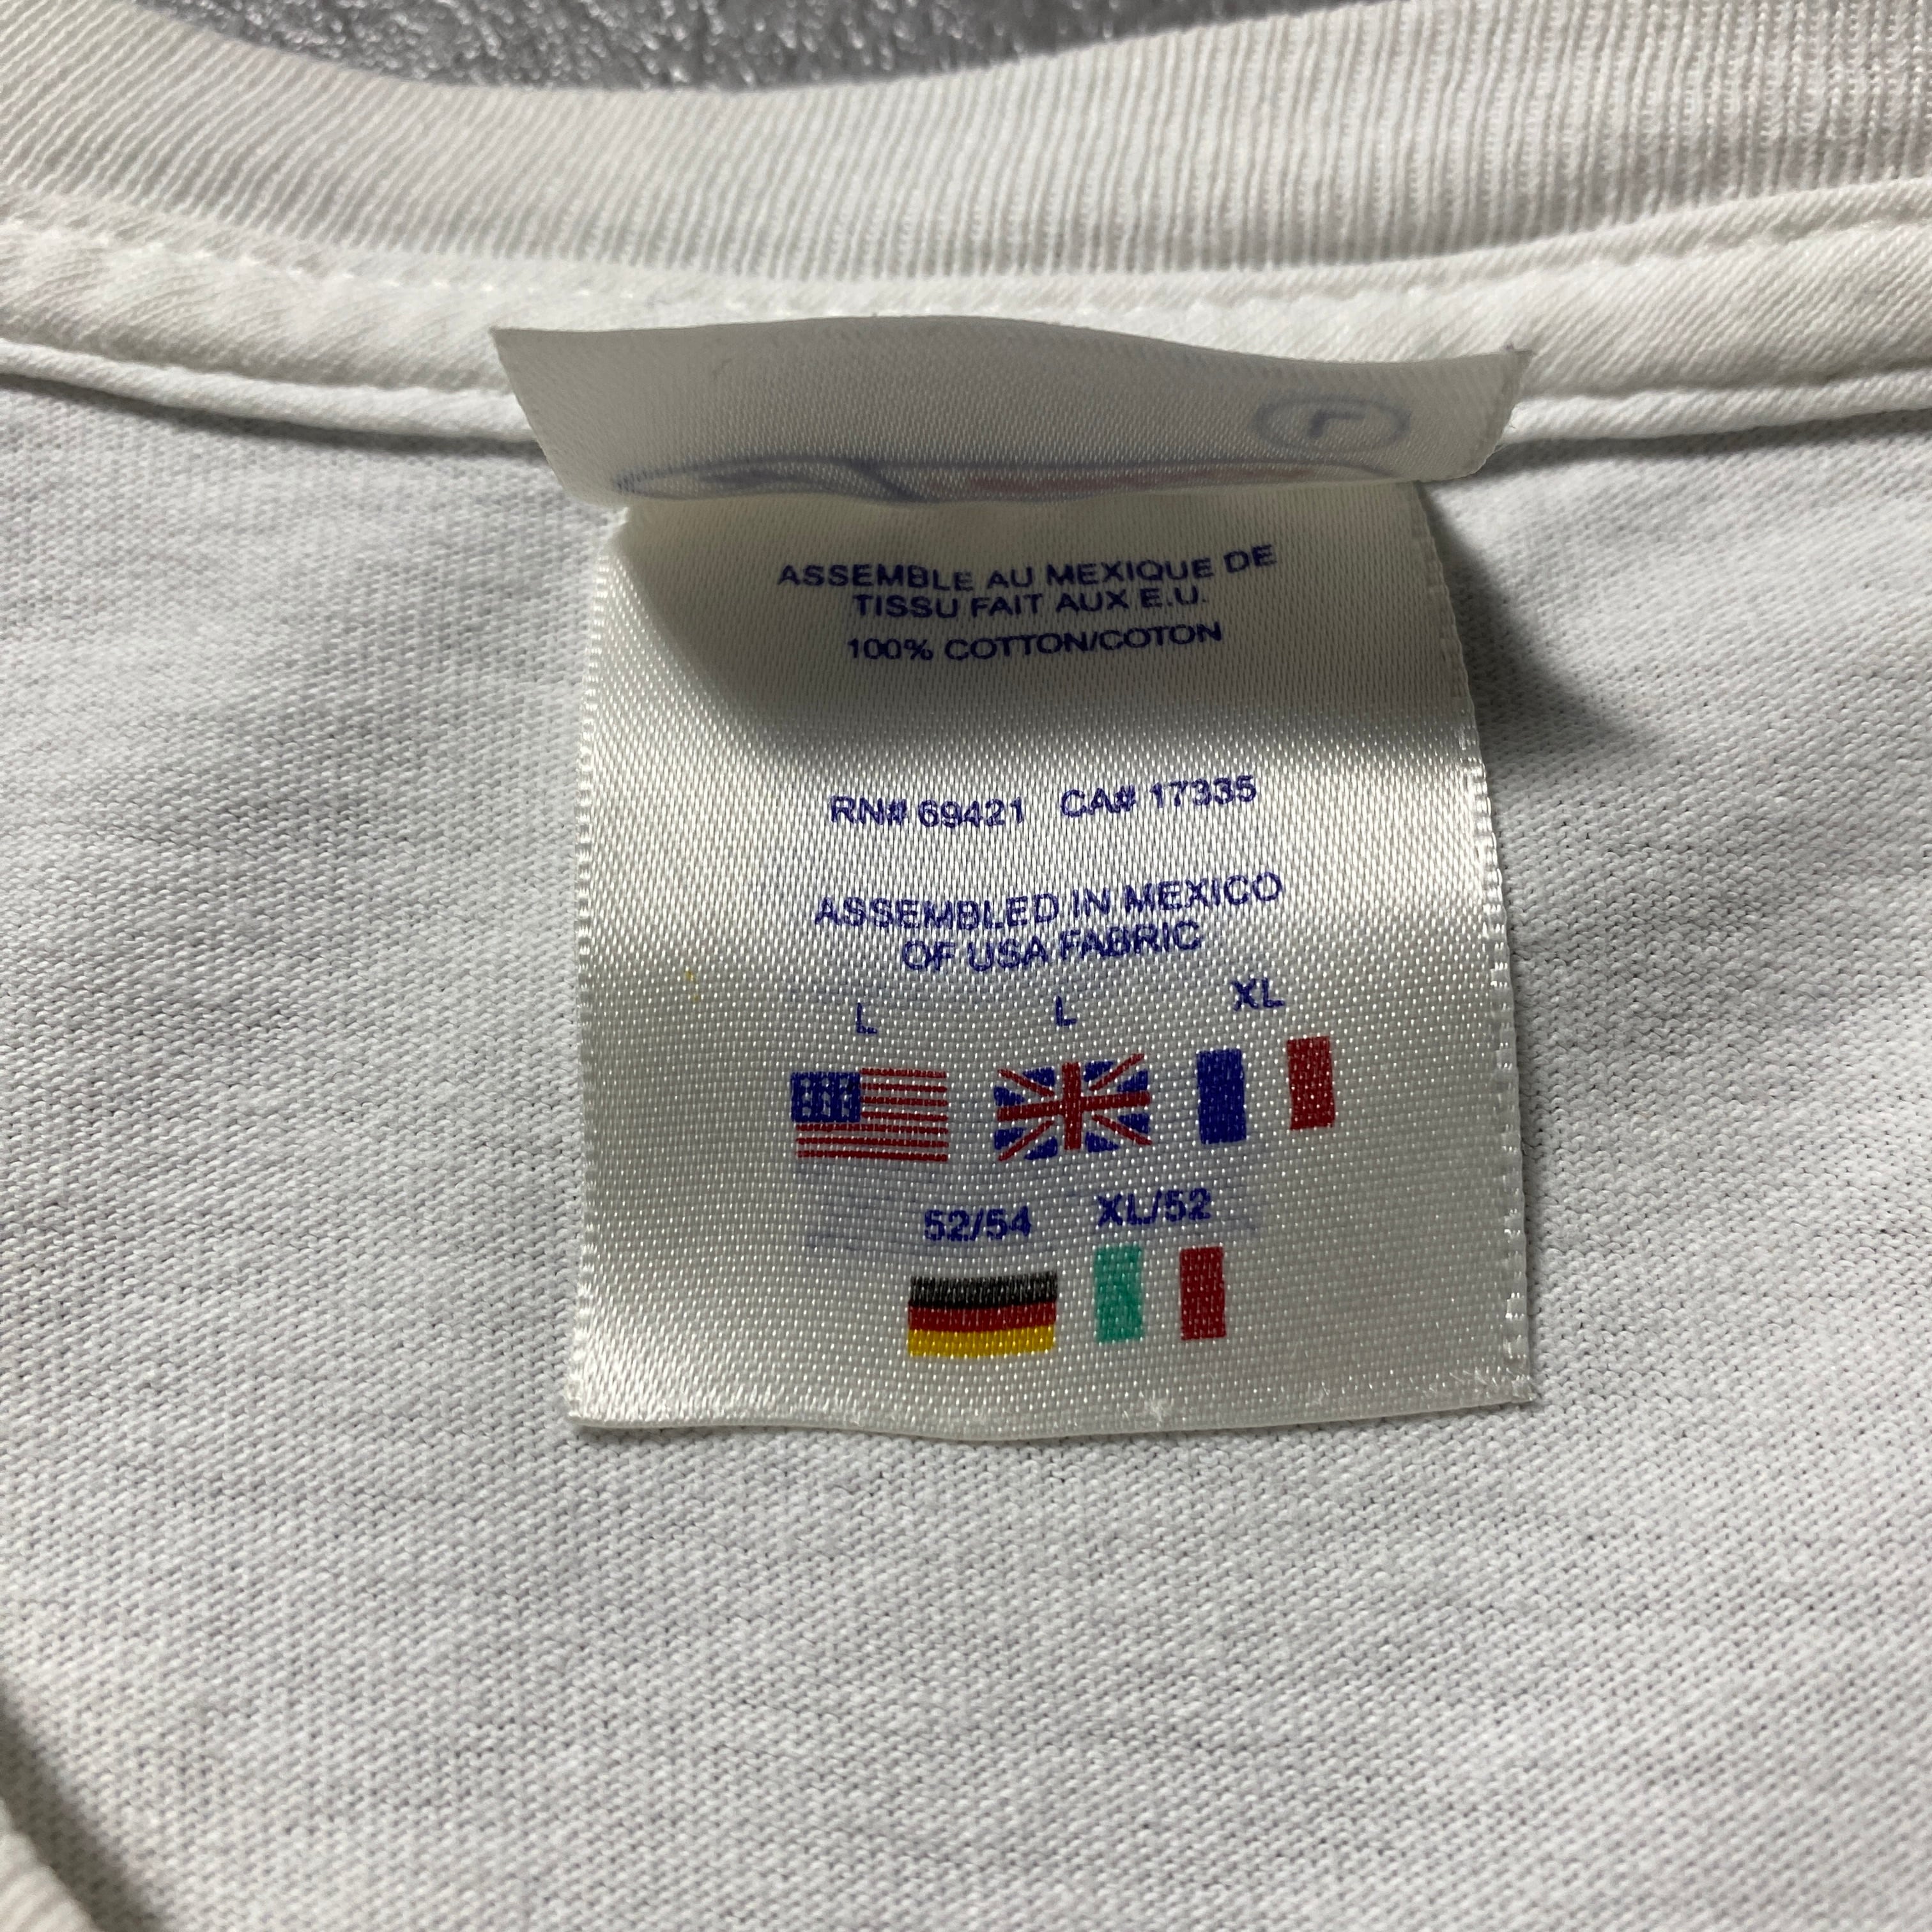 ASSEMBLE AU MEXIQUE DE
TISSU FAIT AUX E.U.
100% COTTON/COTON
RN# 69421 CA# 17335
ASSEMBLED IN MEXICO
OF USA FABRIC
L L XL
52/54 XL/52